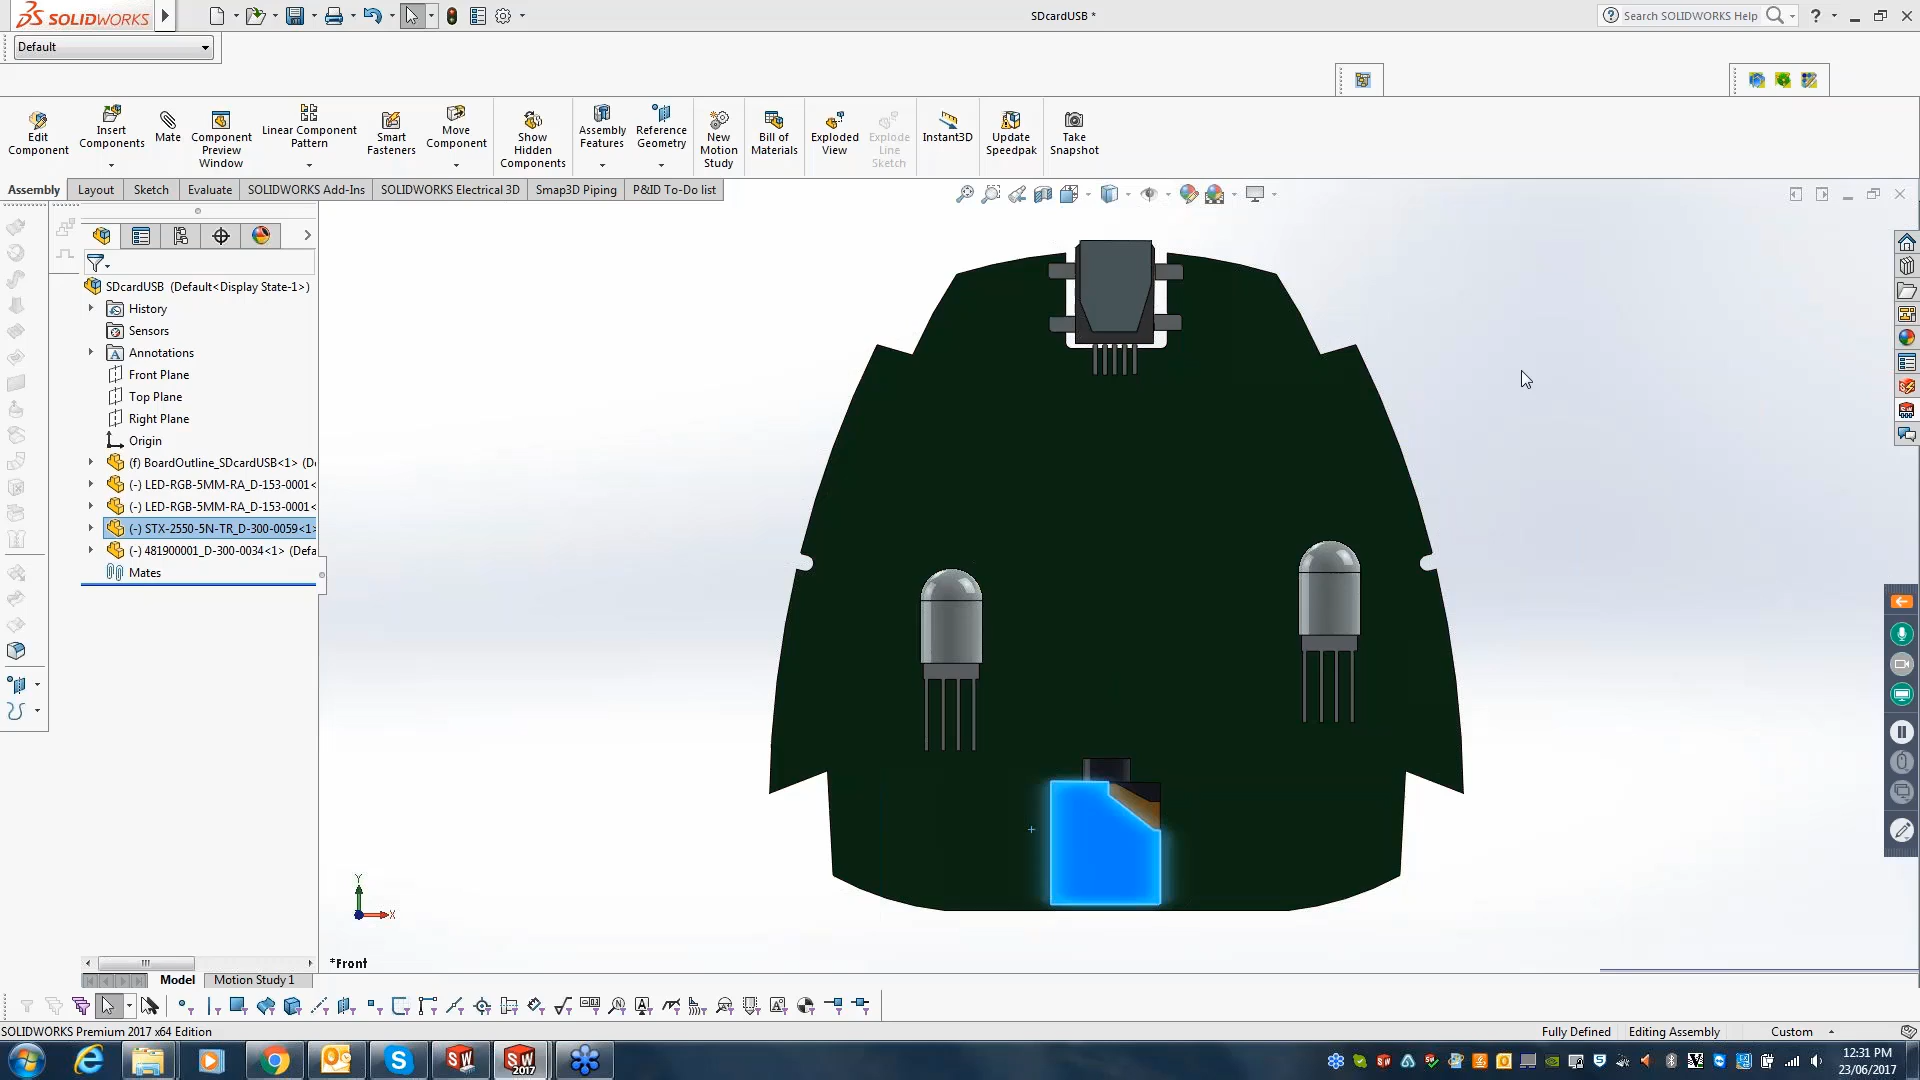 SOLIDWORKS
SDcardUSB *
Search SOLIDWORKS Help
?
Default
Edit Component
Insert Components
Mate
Component Preview Window
Linear Component Pattern
Smart Fasteners
Move Component
Show Hidden Components
Assembly Features
Reference Geometry
New Motion Study
Bill of Materials
Exploded View
Explode Line Sketch
Instant3D
Update Speedpak
Take Snapshot
Assembly
Layout
Sketch
Evaluate
SOLIDWORKS Add-Ins
SOLIDWORKS Electrical 3D
Smap3D Piping
P&ID To-Do list
SDcardUSB (Default<Display State-1>)
History
Sensors
Annotations
Front Plane
Top Plane
Right Plane
Origin
(f) BoardOutline_SDcardUSB<1> (De
(-) LED-RGB-5MM-RA_D-153-0001<
(-) LED-RGB-5MM-RA_D-153-0001<
(-) STX-2550-5N-TR_D-300-0059<1>
(-) 481900001_D-300-0034<1> (Defa
Mates
Y
X
*Front
Model
Motion Study 1
SOLIDWORKS Premium 2017 x64 Edition
Fully Defined
Editing Assembly
Custom
12:31 PM
23/06/2017